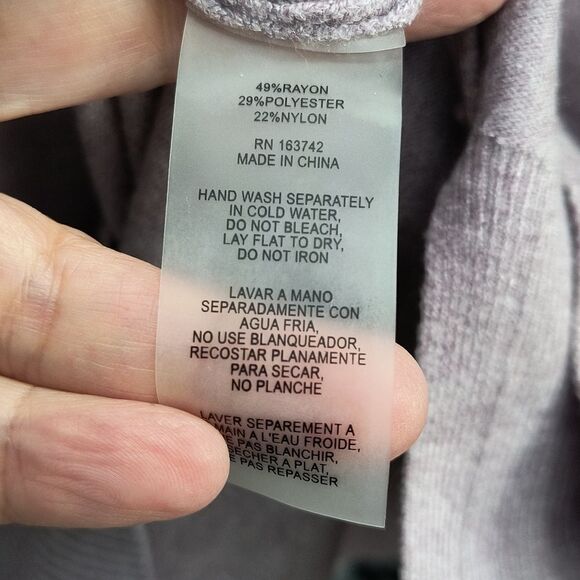 49%RAYON
29%POLYESTER
22%NYLON
RN 163742
MADE IN CHINA
HAND WASH SEPARATELY
IN COLD WATER,
DO NOT BLEACH,
LAY FLAT TO DRY,
DO NOT IRON
LAVAR A MANO
SEPARADAMENTE CON
AGUA FRIA,
NO USE BLANQUEADOR,
RECOSTAR PLANAMENTE
PARA SECAR,
NO PLANCHE
LAVER SEPAREMENT A
MAIN A L'EAU FROIDE,
PAS BLANCHIR,
SECHER A PLAT,
PAS REPASSER